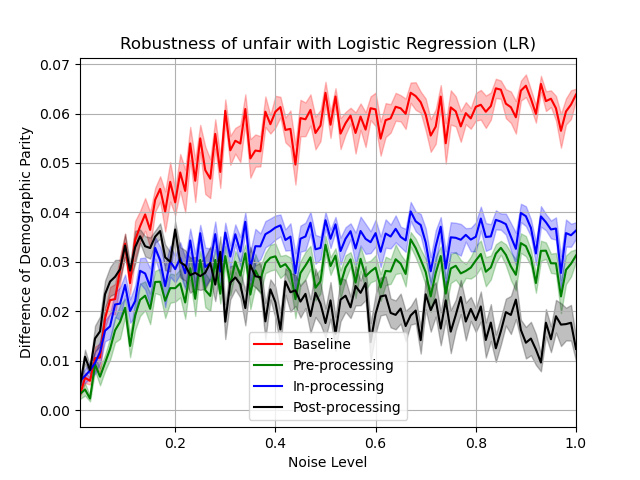 Robustness of unfair with Logistic Regression (LR)
Difference of Demographic Parity
0.07
0.06
0.05
0.04
0.03
0.02
0.01
0.00
Baseline
Pre-processing
In-processing
Post-processing
0.2 0.4 0.6 0.8 1.0
Noise Level